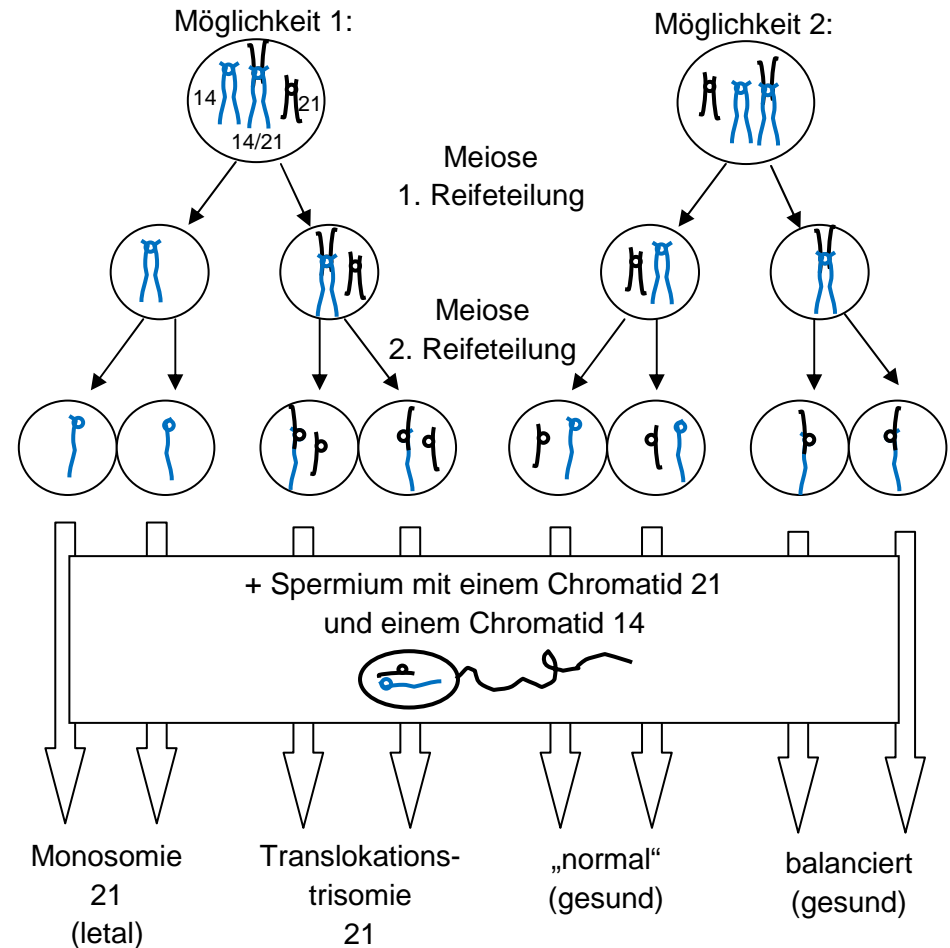 Möglichkeit 1:
Möglichkeit 2:
14
21
14/21
Meiose
1. Reifeteilung
Meiose
2. Reifeteilung
+ Spermium mit einem Chromatid 21
und einem Chromatid 14
Monosomie
21
(letal)
Translokations-
trisomie
21
„normal“
(gesund)
balanciert
(gesund)